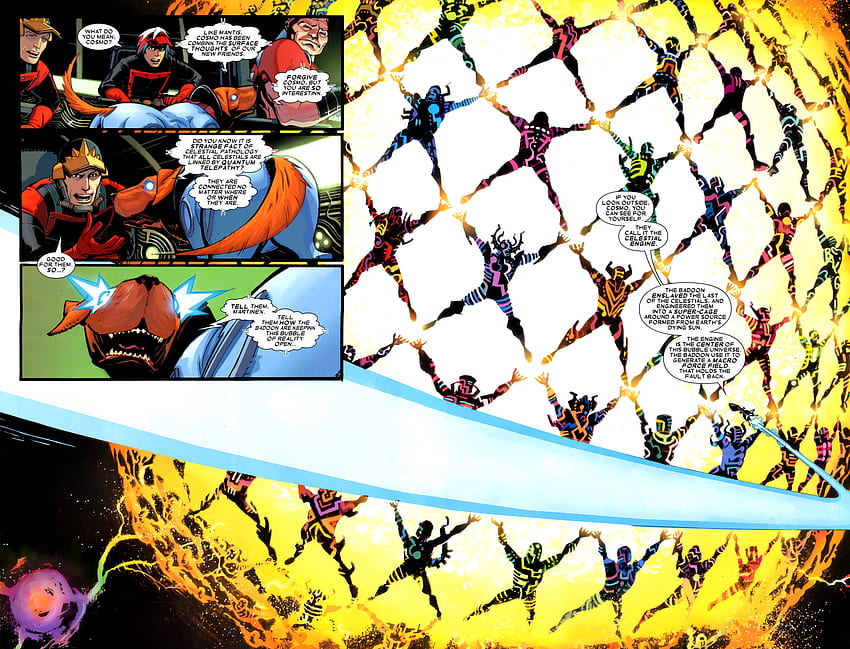 WHAT DO
YOU MEAN,
COSMO?
LIKE MANTIS,
COSMO HAS BEEN
COMBINK THE SURFACE
THOUGHTS OF OUR
NEW FRIENDS.
FORGIVE
COSMO, BUT
YOU ARE SO
INTERESTINK.
DID YOU KNOW IT IS
STRANGE FACT OF
CELESTIAL PATHOLOGY
THAT ALL CELESTIALS ARE
LINKED BY QUANTUM
TELEPATHY?
THEY ARE
CONNECTED NO
MATTER WHERE
OR WHEN
THEY ARE.
GOOD
FOR THEM.
SO...?
TELL THEM,
MARTINEX.
TELL
THEM HOW THE
BADOON ARE KEEPINK
THIS BUBBLE
OF REALITY
OPEN...
IF YOU
LOOK OUTSIDE,
COSMO, YOU
CAN SEE FOR
YOURSELF.
THEY
CALL IT THE
CELESTIAL
ENGINE.
THE BADOON
ENSLAVED THE LAST
OF THE CELESTIALS, AND
ENGINEERED THEM
INTO A SUPER-CAGE
AROUND A POWER SOURCE
FORMED FROM EARTH'S
DYING SUN.
THE ENGINE
IS THE CENTER OF
THIS BUBBLE UNIVERSE.
THE BADOON USE IT TO
GENERATE A MACRO
FORCE FIELD
THAT HOLDS THE
FAULT BACK.